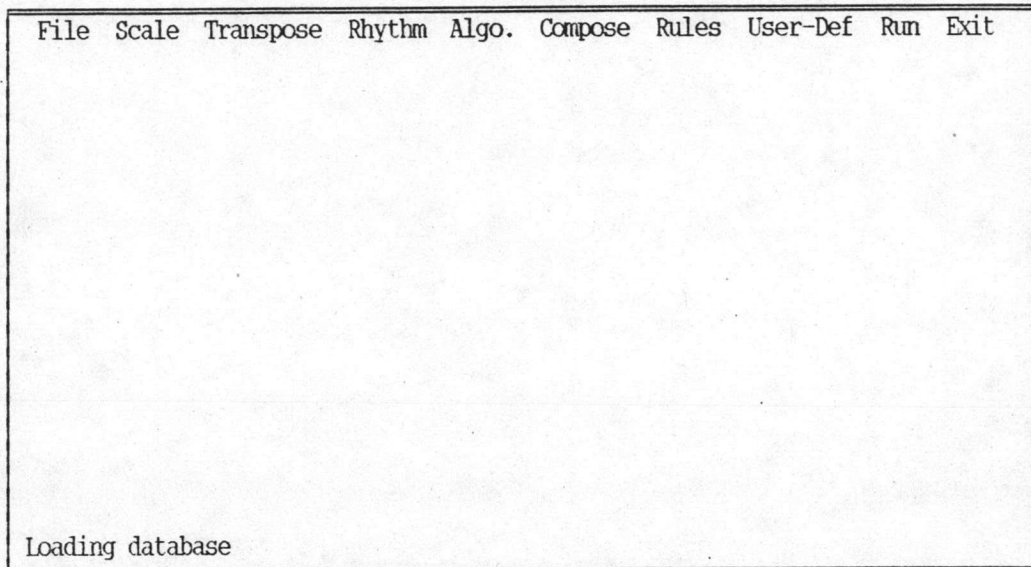 File Scale Transpose Rhythm Algo. Compose Rules User-Def Run Exit
Loading database